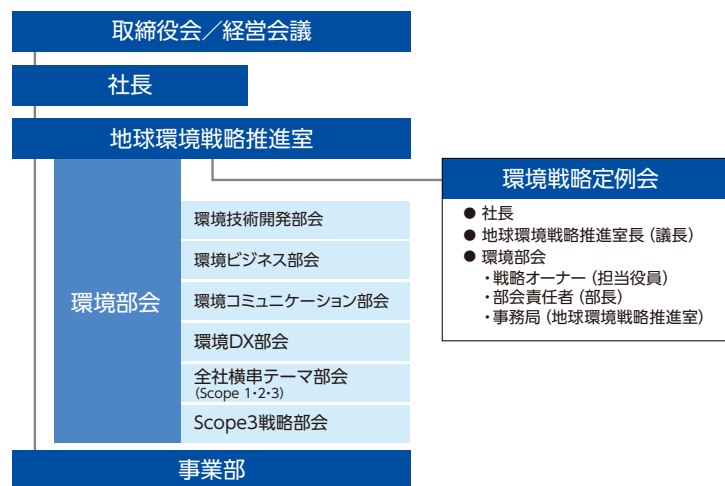 取締役会／経営会議
社長
地球環境戦略推進室
環境部会
環境技術開発部会
環境ビジネス部会
環境コミュニケーション部会
環境DX部会
全社横串テーマ部会
(Scope 1・2・3)
Scope3戦略部会
事業部
環境戦略定例会
● 社長
● 地球環境戦略推進室長（議長）
● 環境部会
・戦略オーナー（担当役員）
・部会責任者（部長）
・事務局（地球環境戦略推進室）